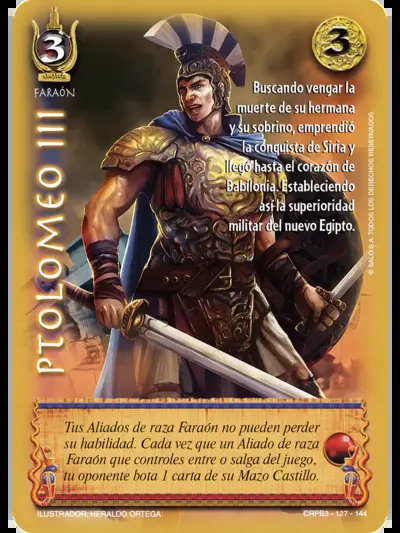 3
FARAÓN
3
PTOLOMEO III
Buscando vengar la
muerte de su hermana
y su sobrino, emprendió
la conquista de Siria y
llegó hasta el corazón de
Babilonia. Estableciendo
así la superioridad
militar del nuevo Egipto.
© SALO S.A. TODOS LOS DERECHOS RESERVADOS
Tus Aliados de raza Faraón no pueden perder
su habilidad. Cada vez que un Aliado de raza
Faraón que controles entre o salga del juego,
tu oponente bota 1 carta de su Mazo Castillo.
ILUSTRADOR: HERALDO ORTEGA
CRPB3 - 127 - 144